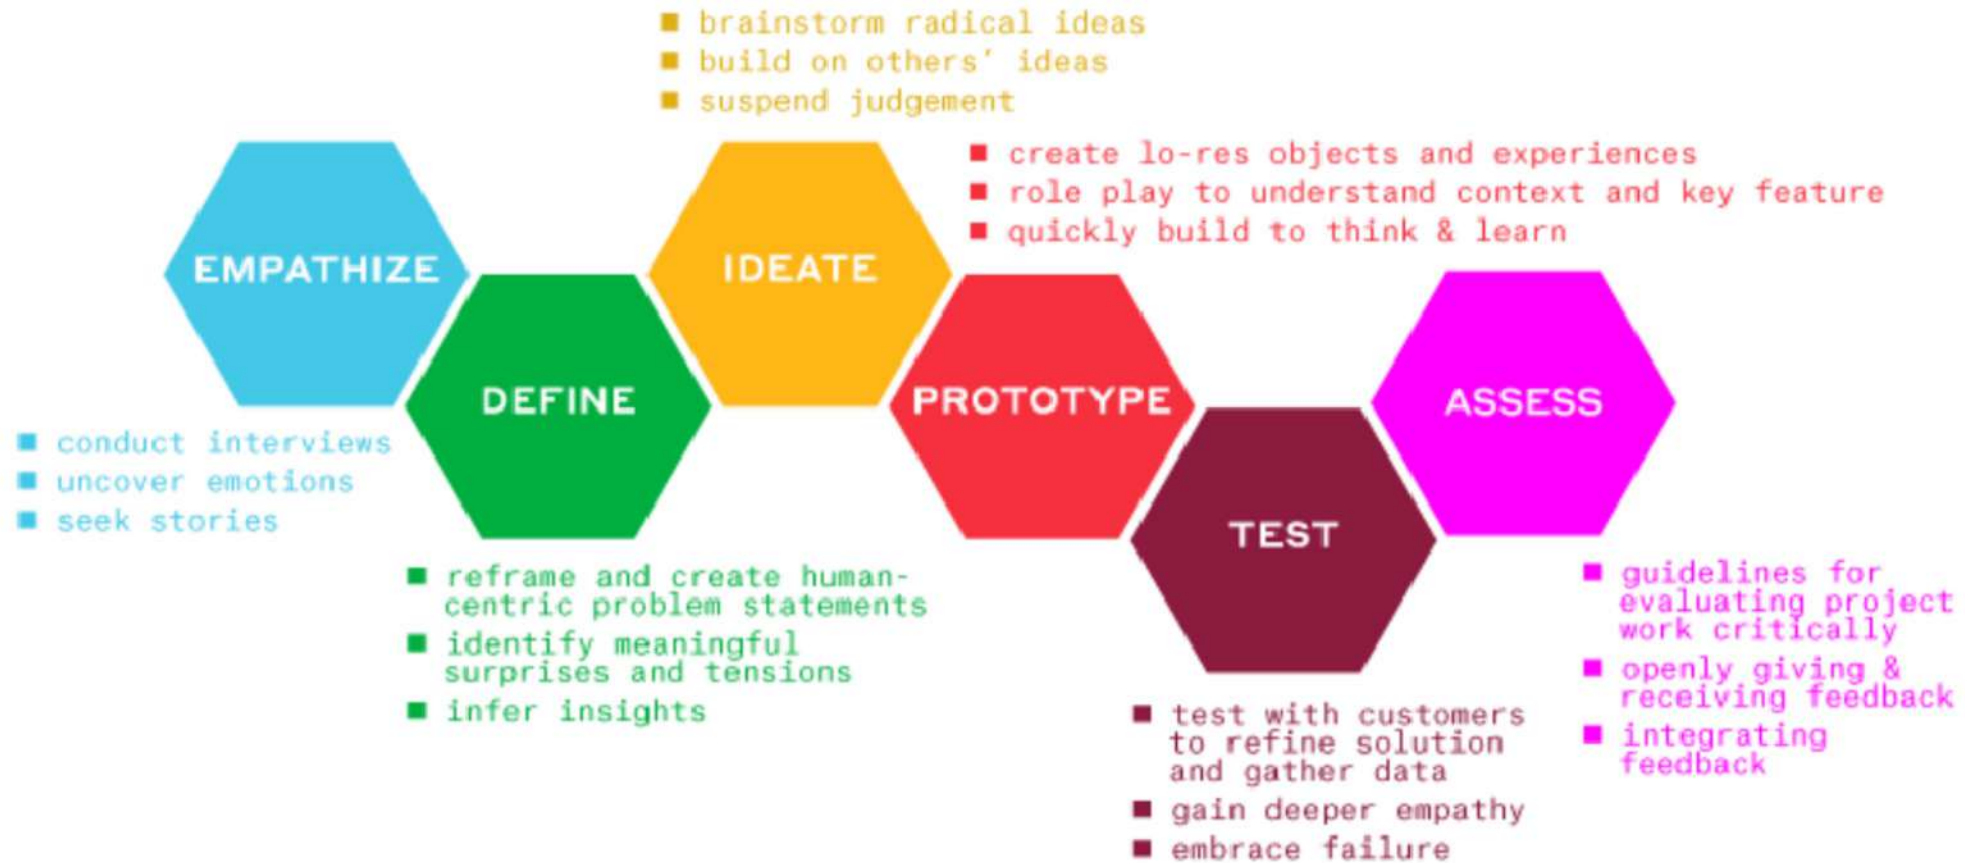 EMPATHIZE
■ conduct interviews
■ uncover emotions
■ seek stories
DEFINE
■ reframe and create human-
centric problem statements
■ identify meaningful
surprises and tensions
■ infer insights
■ brainstorm radical ideas
■ build on others' ideas
■ suspend judgement
IDEATE
■ create lo-res objects and experiences
■ role play to understand context and key feature
■ quickly build to think & learn
PROTOTYPE
TEST
■ test with customers
to refine solution
and gather data
■ gain deeper empathy
■ embrace failure
ASSESS
■ guidelines for
evaluating project
work critically
■ openly giving &
receiving feedback
■ integrating
feedback